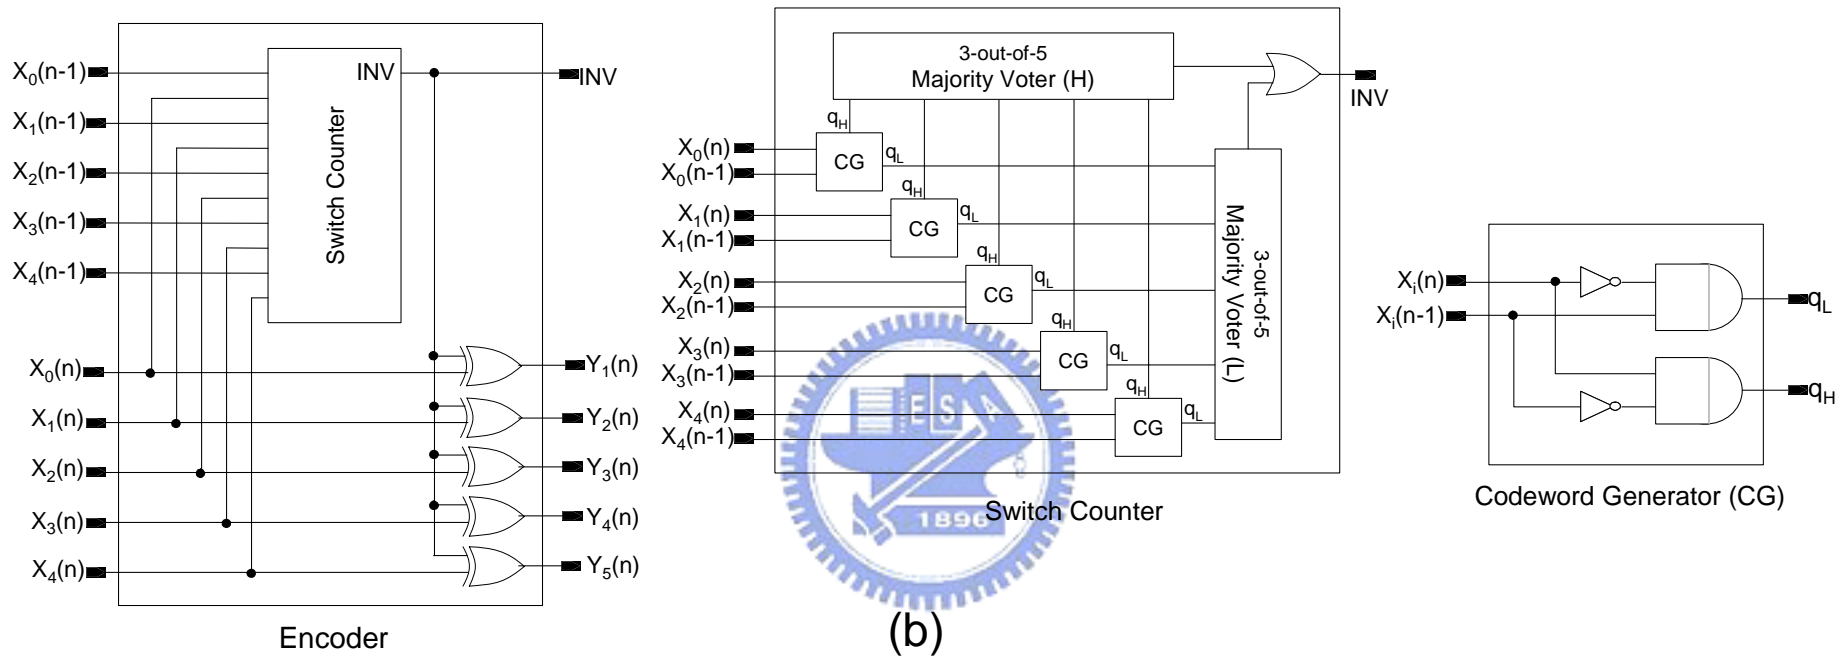 X0(n-1)
X1(n-1)
X2(n-1)
X3(n-1)
X4(n-1)
INV
Switch Counter
INV
X0(n)
X1(n)
X2(n)
X3(n)
X4(n)
Y1(n)
Y2(n)
Y3(n)
Y4(n)
Y5(n)
Encoder
3-out-of-5
Majority Voter (H)
INV
X0(n)
X0(n-1)
qH
CG
qL
X1(n)
X1(n-1)
qH
CG
qL
X2(n)
X2(n-1)
qH
CG
qL
X3(n)
X3(n-1)
qH
CG
qL
X4(n)
X4(n-1)
qH
CG
qL
3-out-of-5
Majority Voter (L)
E S A
1896
Switch Counter
(b)
Xi(n)
Xi(n-1)
qL
qH
Codeword Generator (CG)